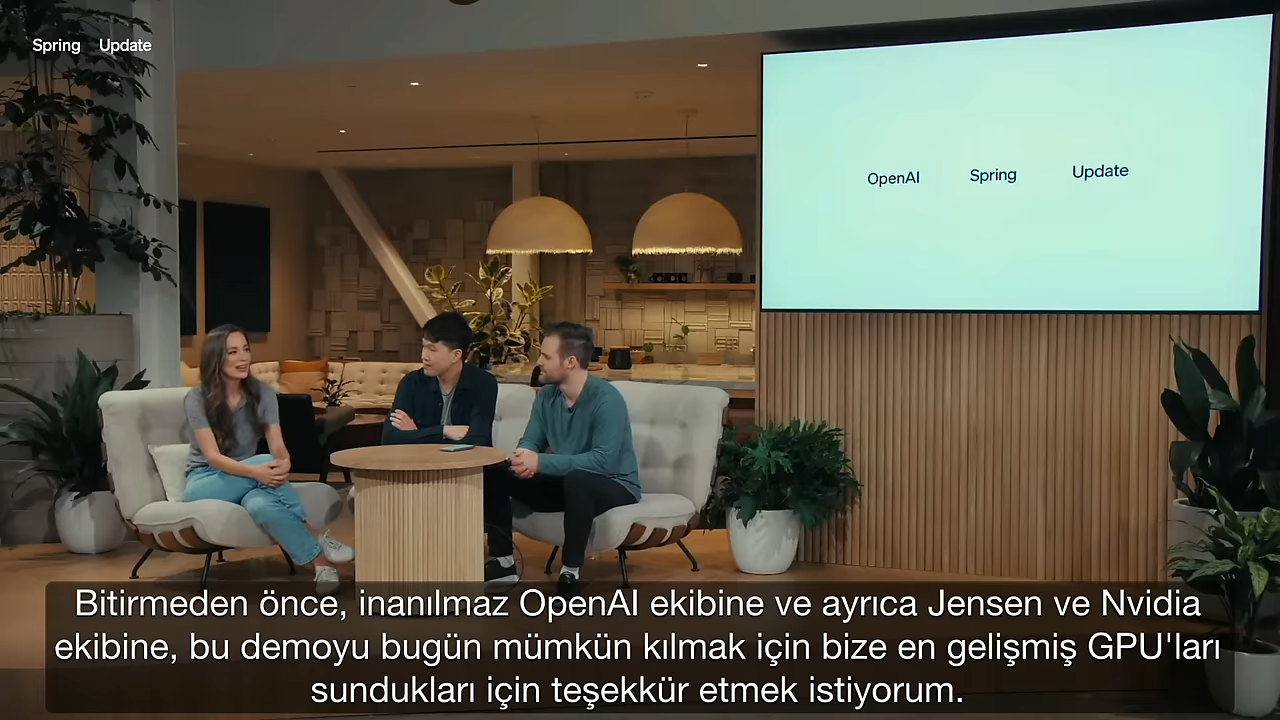 Spring Update
OpenAI Spring Update
Bitirmeden önce, inanılmaz OpenAI ekibine ve ayrıca Jensen ve Nvidia
ekibine, bu demoyu bugün mümkün kılmak için bize en gelişmiş GPU'ları
sundukları için teşekkür etmek istiyorum.